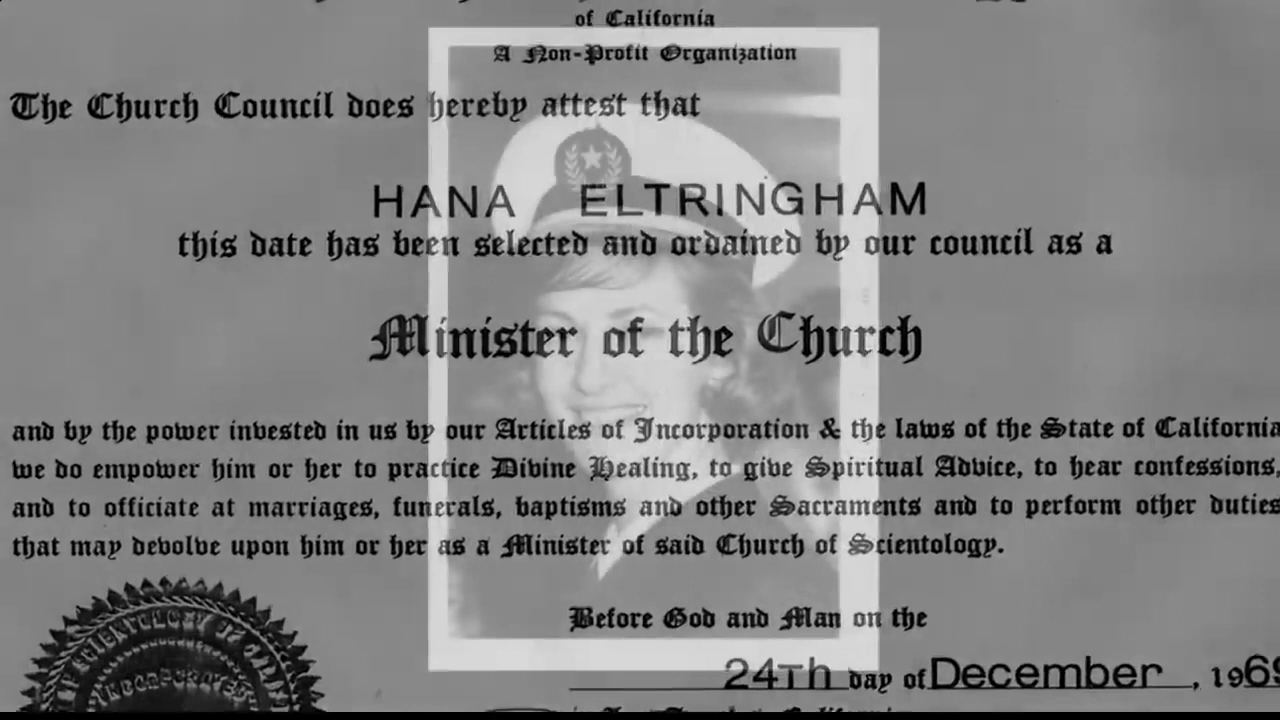 of California
A Non-Profit Organization
The Church Council does hereby attest that
HANA ELTRINGHAM
this date has been selected and ordained by our council as a
Minister of the Church
and by the power invested in us by our Articles of Incorporation & the laws of the State of California
we do empower him or her to practice Divine Healing, to give Spiritual Advice, to hear confessions,
and to officiate at marriages, funerals, baptisms and other Sacraments and to perform other duties
that may devolve upon him or her as a Minister of said Church of Scientology.
Before God and Man on the
24Th day of December, 1969
SCIENTOLOGY OF
INCORPORATED